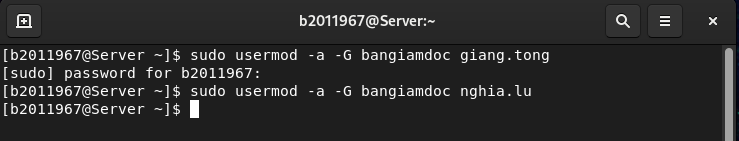 b2011967@Server:~
[b2011967@Server ~]$ sudo usermod -a -G bangiamdoc giang.tong
[sudo] password for b2011967:
[b2011967@Server ~]$ sudo usermod -a -G bangiamdoc nghia.lu
[b2011967@Server ~]$